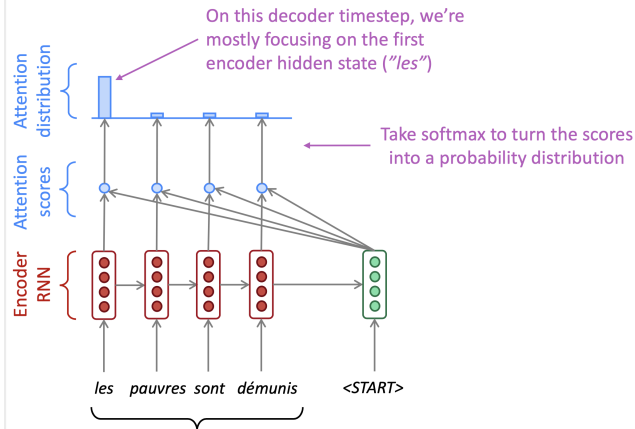 On this decoder timestep, we're
mostly focusing on the first
encoder hidden state ("les")
Attention
distribution
Take softmax to turn the scores
into a probability distribution
Attention
scores
Encoder
RNN
les pauvres sont démunis <START>